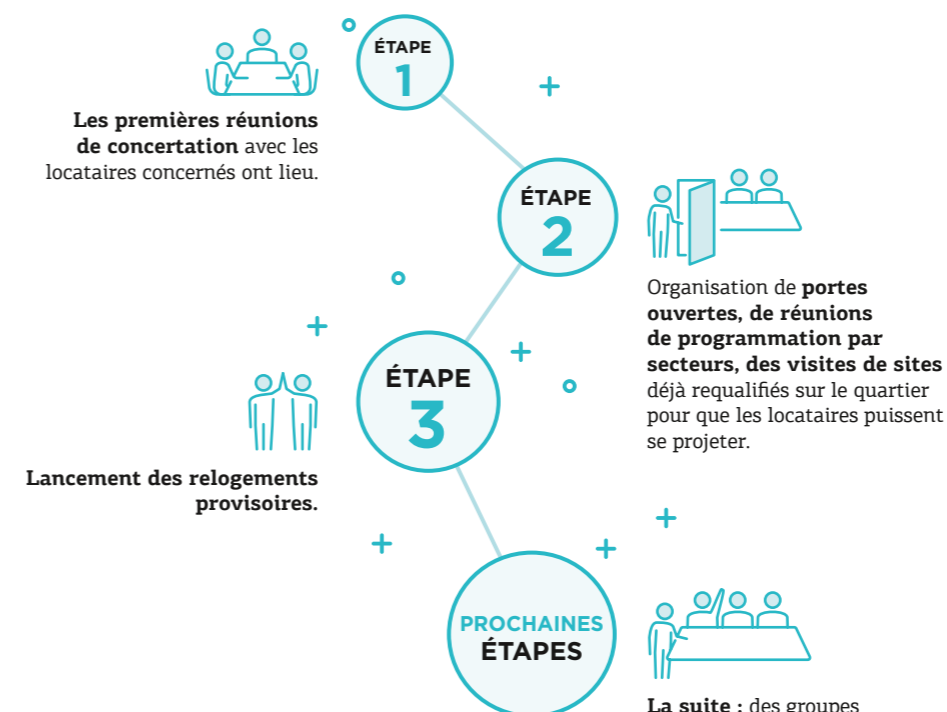 ÉTAPE
1
Les premières réunions
de concertation avec les
locataires concernés ont lieu.
ÉTAPE
2
Organisation de portes
ouvertes, de réunions
de programmation par
secteurs, des visites de sites
déjà requalifiés sur le quartier
pour que les locataires puissent
se projeter.
ÉTAPE
3
Lancement des relogements
provisoires.
PROCHAINES
ÉTAPES
La suite : des groupes